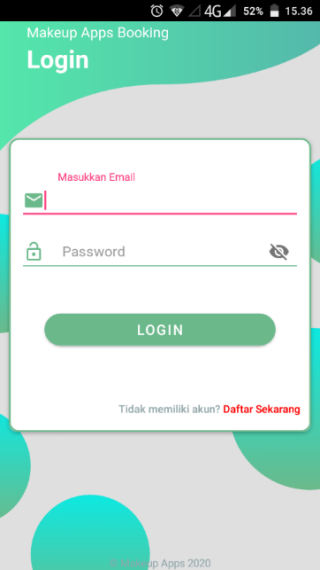 4G 52% 15.36
Makeup Apps Booking
Login
Masukkan Email
Password
LOGIN
Tidak memiliki akun? Daftar Sekarang
Makeup Apps 2020